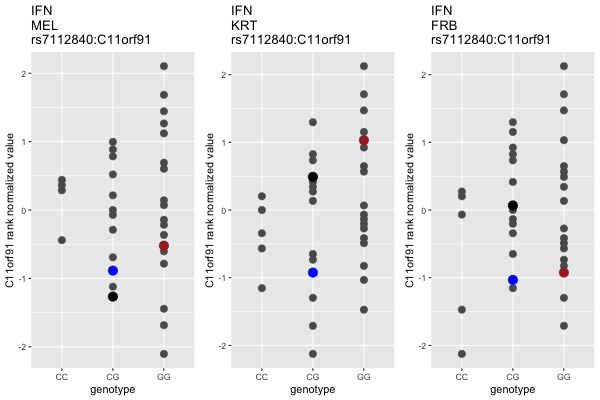 IFN
MEL
rs7112840:C11orf91
IFN
KRT
rs7112840:C11orf91
IFN
FRB
rs7112840:C11orf91
C11orf91 rank normalized value
2
1
0
-1
-2
CC CG GG
genotype
C11orf91 rank normalized value
2
1
0
-1
-2
CC CG GG
genotype
C11orf91 rank normalized value
2
1
0
-1
-2
CC CG GG
genotype